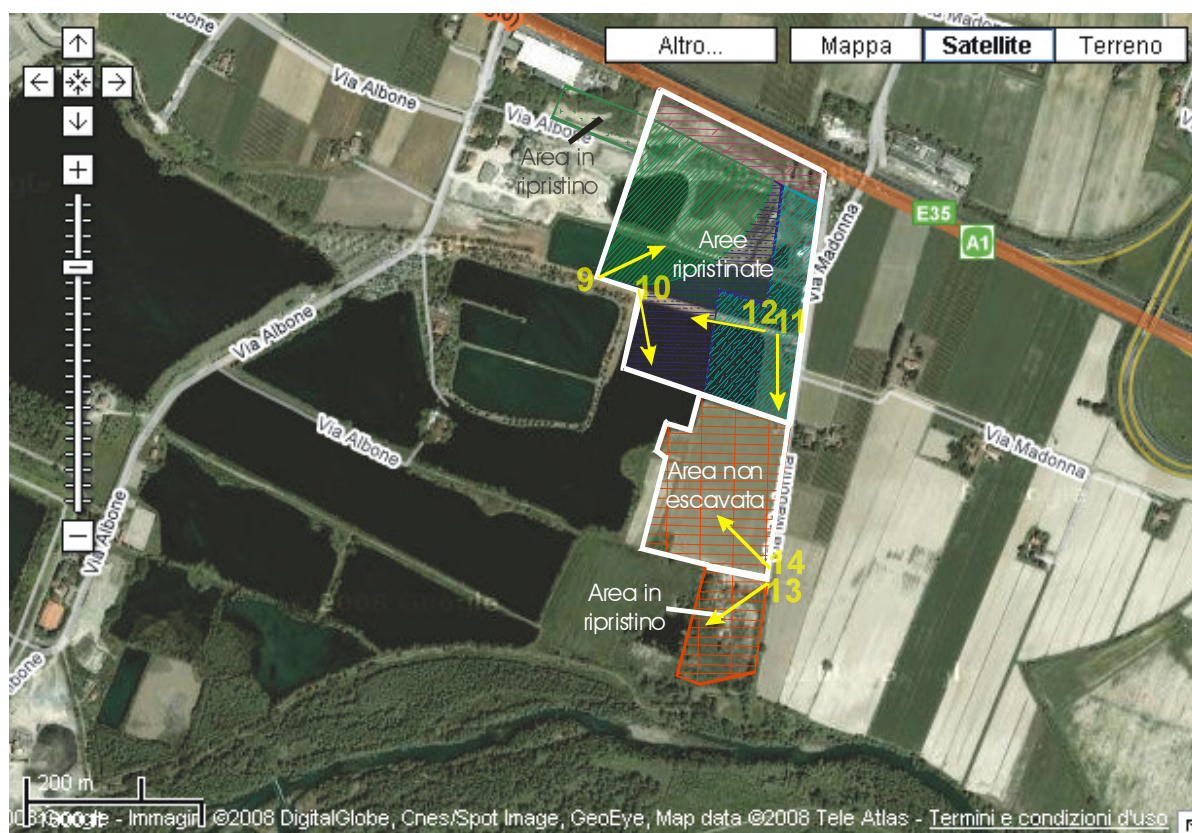 Altro...
Mappa
Satellite
Terreno
Via Madonna
Via Albone
Via Albone
Area in
ripristino
E35
A1
Via Madonna
Aree
ripristinate
9
10
12
11
Via Albone
Via Albone
Via Madonna
Area non
escavata
Via Albone
14
13
Area in
ripristino
200 m
- Immagini ©2008 DigitalGlobe, Cnes/Spot Image, GeoEye, Map data ©2008 Tele Atlas - Termini e condizioni d'uso